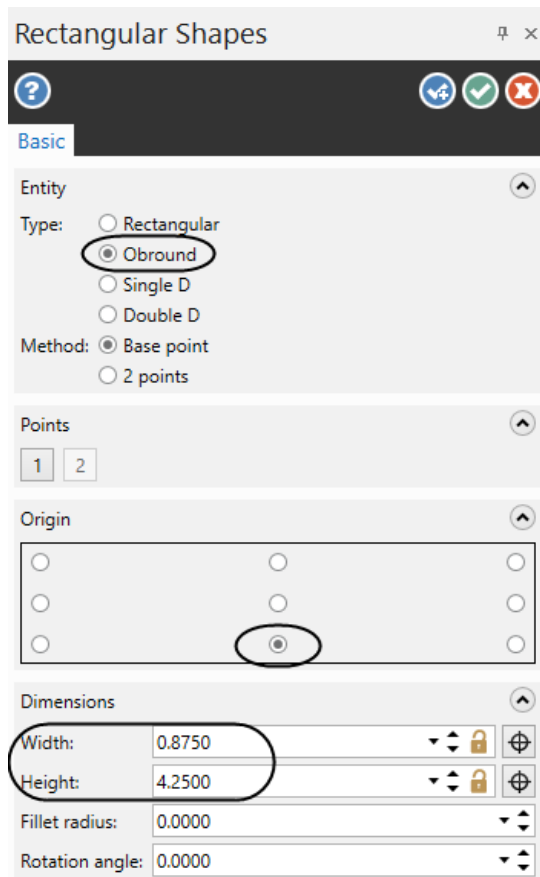 Rectangular Shapes
?
Basic
Entity
Type: Rectangular
Obround
Single D
Double D
Method: Base point
2 points
Points
1 2
Origin
Dimensions
Width: 0.8750
Height: 4.2500
Fillet radius: 0.0000
Rotation angle: 0.0000